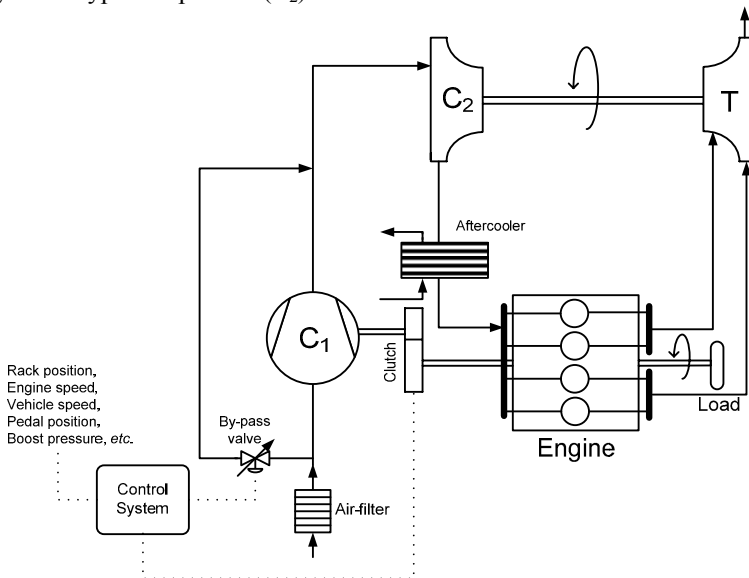 C₂
T
Aftercooler
C₁
Clutch
Rack position,
Engine speed,
Vehicle speed,
Pedal position,
Boost pressure, etc.
By-pass
valve
Load
Engine
Control
System
Air-filter